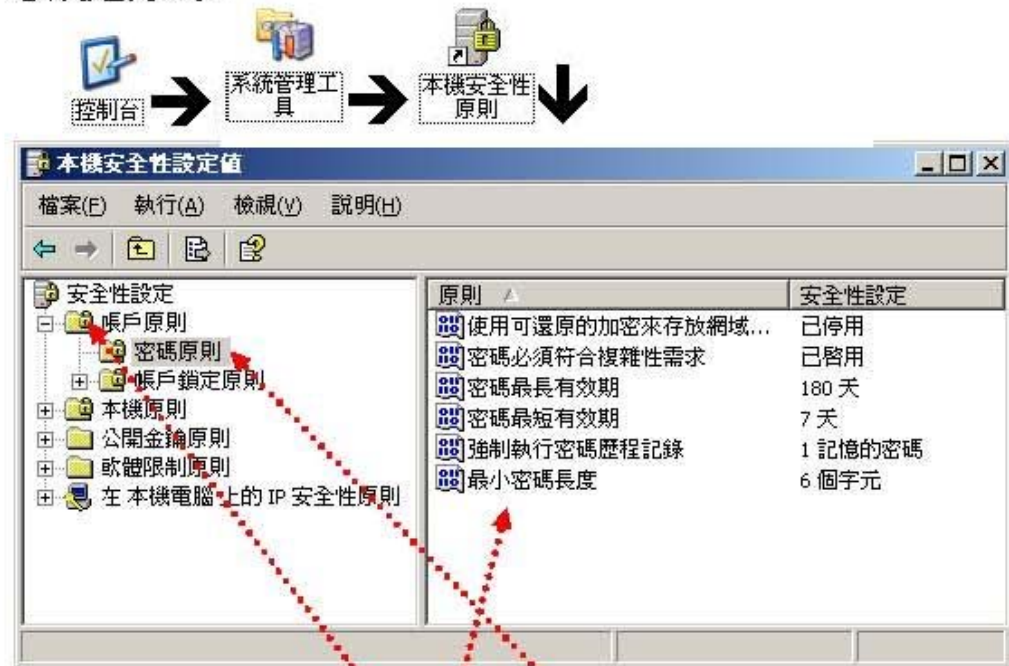 控制台
系統管理工
具
本機安全性
原則
本機安全性設定值
檔案(F) 執行(A) 檢視(V) 說明(H)
安全性設定
帳戶原則
密碼原則
帳戶鎖定原則
本機原則
公開金鑰原則
軟體限制原則
在 本機電腦 上的 IP 安全性原則
原則 安全性設定
使用可還原的加密來存放網域... 已停用
密碼必須符合複雜性需求 已啟用
密碼最長有效期 180 天
密碼最短有效期 7 天
強制執行密碼歷程記錄 1 記憶的密碼
最小密碼長度 6 個字元